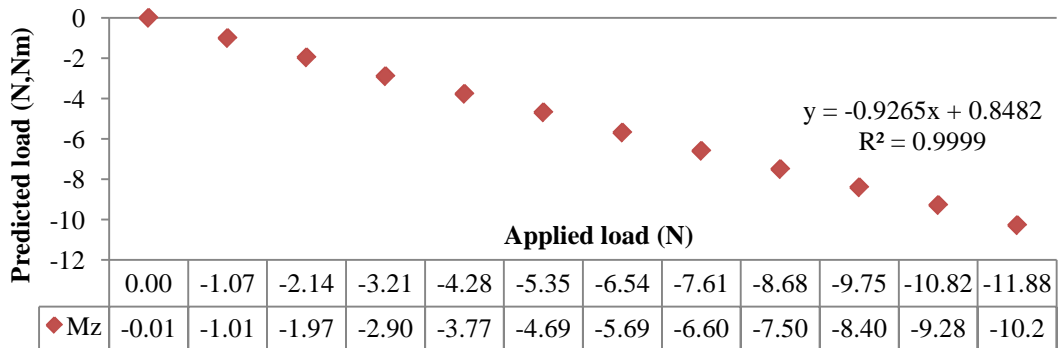 Predicted load (N,Nm)
0
-2
-4
-6
-8
-10
-12
y = -0.9265x + 0.8482
R² = 0.9999
Applied load (N)
0.00 -1.07 -2.14 -3.21 -4.28 -5.35 -6.54 -7.61 -8.68 -9.75 -10.82 -11.88
Mz -0.01 -1.01 -1.97 -2.90 -3.77 -4.69 -5.69 -6.60 -7.50 -8.40 -9.28 -10.2